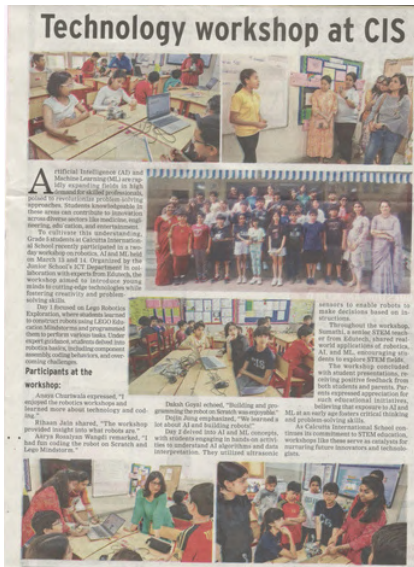 Technology workshop at CIS
Artificial Intelligence (AI) and
Machine Learning (ML) are rap-
idly expanding fields in high
demand for skilled professionals,
poised to revolutionize problem-solving
approaches. Students knowledgeable in
these areas can contribute to innovation
across diverse sectors like medicine, engi-
neering, education, and entertainment.
To cultivate this understanding,
Grade 5 students at Calcutta Internation-
al School recently participated in a two-
day workshop on robotics, AI and ML held
on March 13 and 14. Organized by the
Junior School's ICT Department in col-
laboration with experts from Edutech, the
workshop aimed to introduce young
minds to cutting-edge technologies while
fostering creativity and problem-
solving skills.
Day 1 focused on Lego Robotics
Exploration, where students learned
to construct robots using LEGO Edu-
cation Mindstorms and programmed
them to perform various tasks. Under
expert guidance, students delved into
robotics basics, including component
assembly, coding behaviors, and over-
coming challenges.
Participants at the
workshop:
Annuu Churiwala expressed, "I
enjoyed the robotics workshops and
learned more about technology and cod-
ing."
Rihaen Jain shared, "The workshop
provided insight into what robots are."
Aarya Rosaiyan Wangdi remarked, "I
had fun coding the robot on Scratch and
Lego Mindstorm."
Daksh Goyal echoed, "Building and pro-
gramming the robot on Scratch was enjoyable."
Dojin Jung emphasised, "We learned a
lot about AI and building robots."
Day 2 delved into AI and ML concepts,
with students engaging in hands-on activi-
ties to understand AI algorithms and data
interpretation. They utilized ultrasonic
sensors to enable robots to
make decisions based on in-
structions.
Throughout the workshop,
Sumathi, a senior STEM teach-
er from Edutech, shared real-
world applications of robotics,
AI, and ML, encouraging stu-
dents to explore STEM fields.
The workshop concluded
with student presentations, re-
ceiving positive feedback from
both students and parents. Par-
ents expressed appreciation for
such educational initiatives,
believing that exposure to AI and
ML at an early age fosters critical thinking
and problem-solving skills.
As Calcutta International School con-
tinues its commitment to STEM education,
workshops like these serve as catalysts for
nurturing future innovators and technolo-
gists.